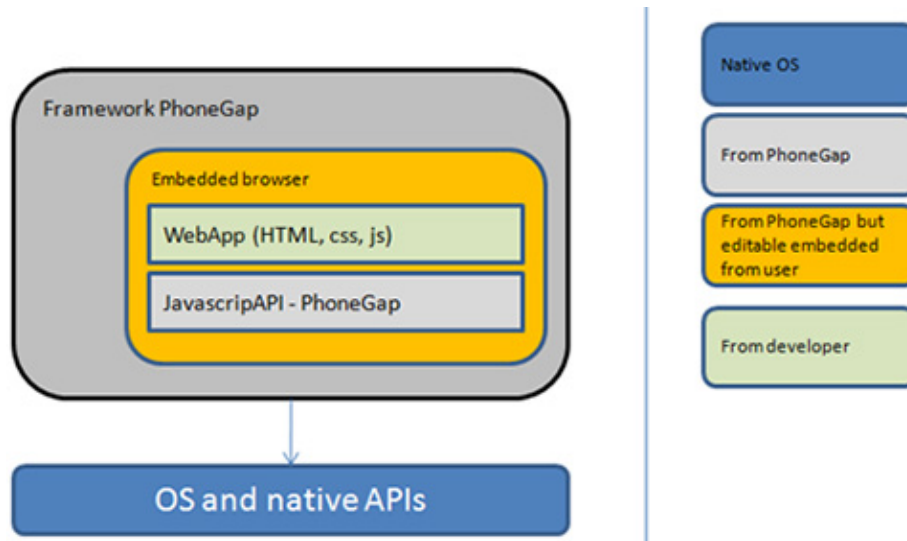 Framework PhoneGap
Embedded browser
WebApp (HTML, css, js)
JavascripAPI - PhoneGap
OS and native APIs
Native OS
From PhoneGap
From PhoneGap but
editable embedded
from user
From developer